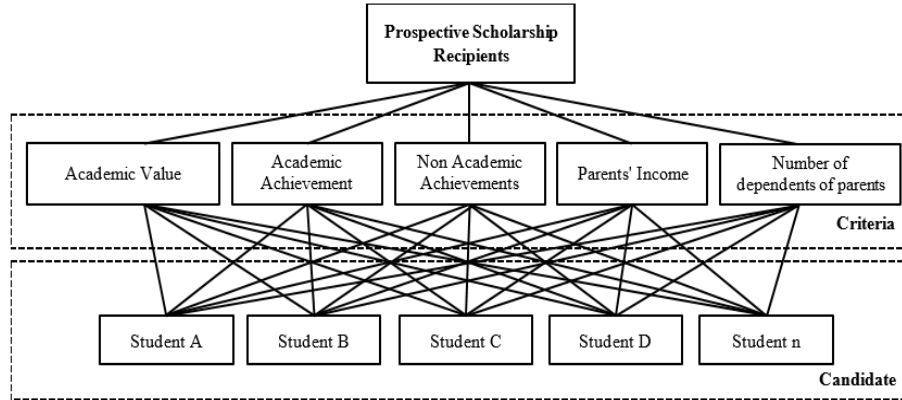 Prospective Scholarship
Recipients
Academic Value
Academic
Achievement
Non Academic
Achievements
Parents' Income
Number of
dependents of parents
Criteria
Student A
Student B
Student C
Student D
Student n
Candidate